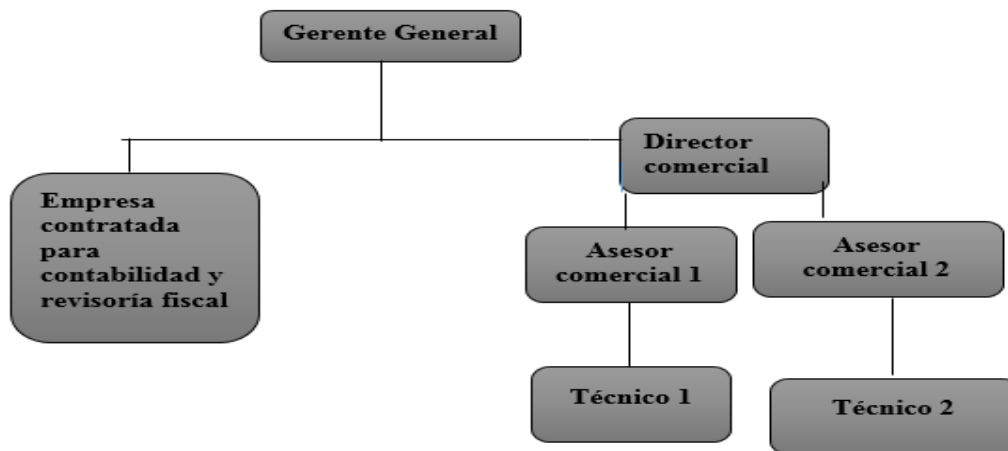 Gerente General
Director
comercial
Empresa
contratada
para
contabilidad y
revisoría fiscal
Asesor
comercial 1
Asesor
comercial 2
Técnico 1
Técnico 2